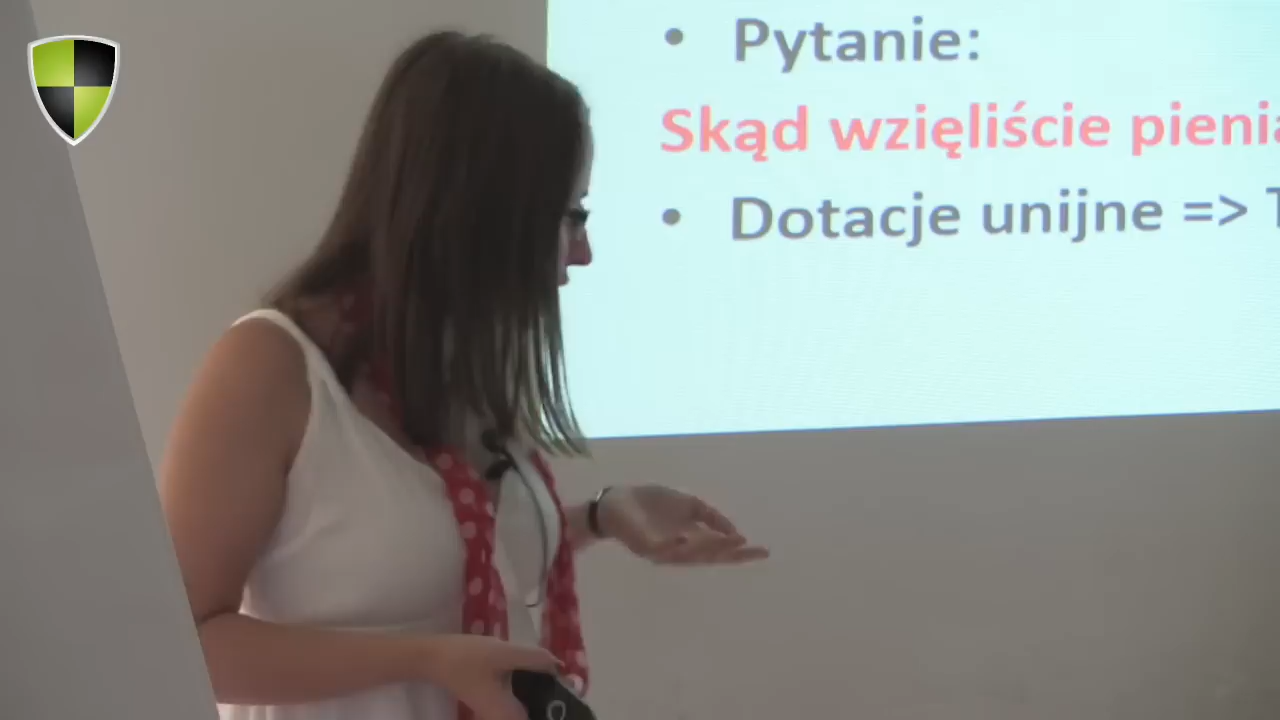 • Pytanie:
Skąd wzięliście
• Dotacje unijne =>